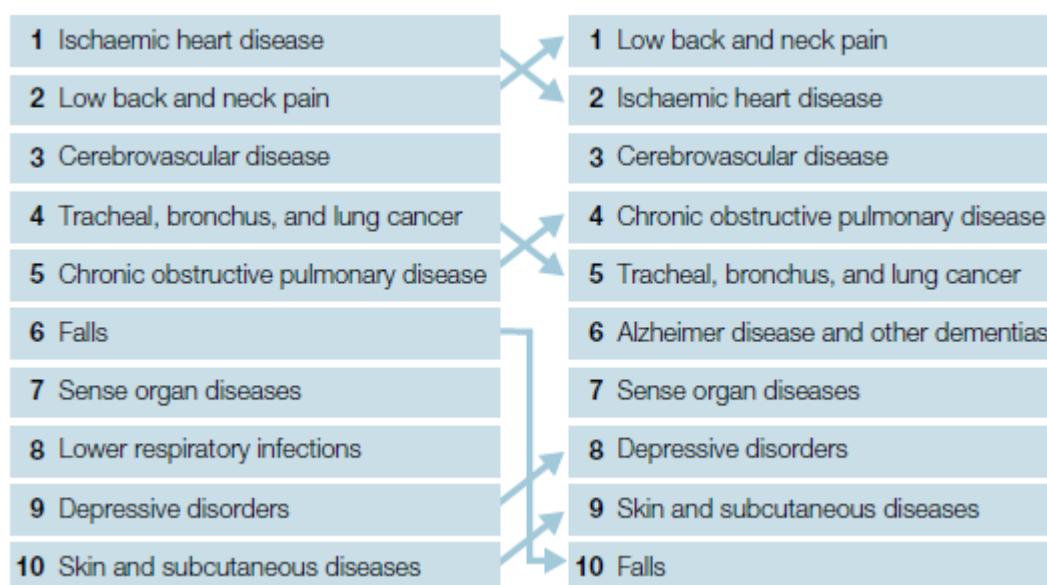 1 Ischaemic heart disease
2 Low back and neck pain
3 Cerebrovascular disease
4 Tracheal, bronchus, and lung cancer
5 Chronic obstructive pulmonary disease
6 Falls
7 Sense organ diseases
8 Lower respiratory infections
9 Depressive disorders
10 Skin and subcutaneous diseases
1 Low back and neck pain
2 Ischaemic heart disease
3 Cerebrovascular disease
4 Chronic obstructive pulmonary disease
5 Tracheal, bronchus, and lung cancer
6 Alzheimer disease and other dementias
7 Sense organ diseases
8 Depressive disorders
9 Skin and subcutaneous diseases
10 Falls